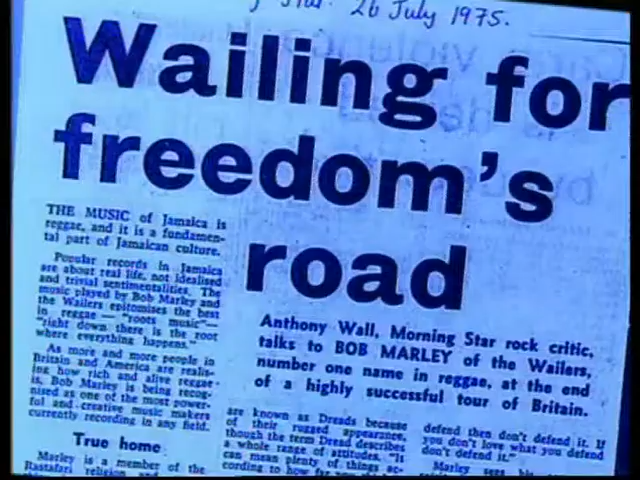 Star. 26 July 1975.
Wailing for
freedom's
road
THE MUSIC of Jamaica is
reggae, and it is a fundamen-
tal part of Jamaican culture.
Popular records in Jamaica
are about real life, not idealised
and trivial sentimentalities. The
music played by Bob Marley and
the Wailers epitomises the best
in reggae — "roots music"—
"right down there is the root
where everything happens."
As more and more people in
Britain and America are realis-
ing how rich and alive reggae
is, Bob Marley is being recog-
nised as one of the most power-
ful and creative music makers
currently recording in any field.
True home
Marley is a member of the
Rastafari religion and
Anthony Wall, Morning Star rock critic,
talks to BOB MARLEY of the Wailers,
number one name in reggae, at the end
of a highly successful tour of Britain.
are known as Dreads because
of their rugged appearance,
though the term Dread describes
a whole range of attitudes. "It
can mean plenty of things ac-
cording to how far you
defend then don't defend it. If
you don't love what you defend
don't defend it."
Marley says his